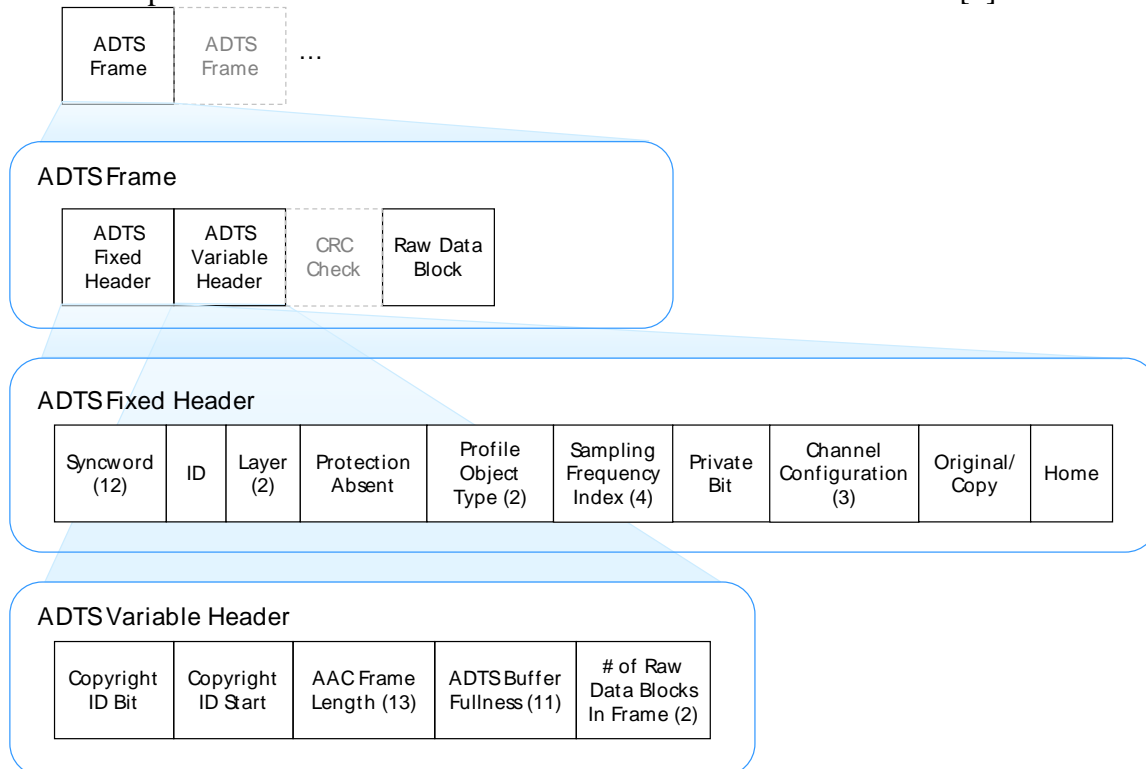 [ ]
ADTS ADTS
Frame Frame ...
ADTS Frame
ADTS ADTS
Fixed Variable CRC Raw Data
Header Header Check Block
ADTS Fixed Header
Syncword (12)
ID
Layer (2)
Protection Absent
Profile Object Type (2)
Sampling Frequency Index (4)
Private Bit
Channel Configuration (3)
Original/ Copy
Home
ADTS Variable Header
Copyright ID Bit
Copyright ID Start
AAC Frame Length (13)
ADTS Buffer Fullness (11)
# of Raw Data Blocks In Frame (2)